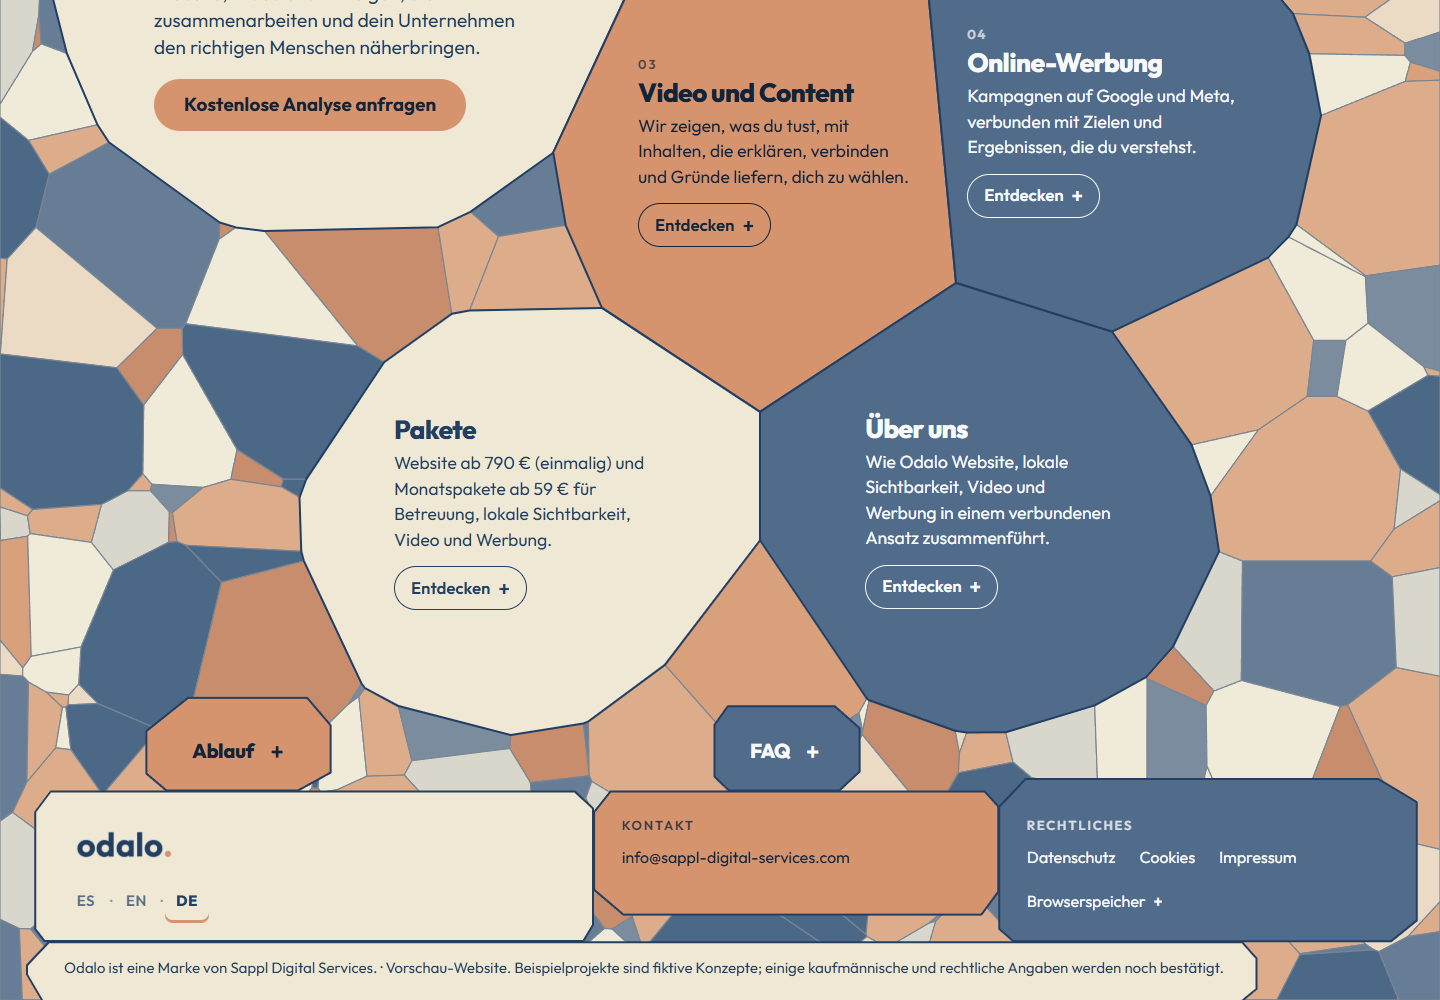 zusammenarbeiten und dein Unternehmen
den richtigen Menschen näherbringen.
Kostenlose Analyse anfragen
03
Video und Content
Wir zeigen, was du tust, mit
Inhalten, die erklären, verbinden
und Gründe liefern, dich zu wählen.
Entdecken +
04
Online-Werbung
Kampagnen auf Google und Meta,
verbunden mit Zielen und
Ergebnissen, die du verstehst.
Entdecken +
Pakete
Website ab 790 € (einmalig) und
Monatspakete ab 59 € für
Betreuung, lokale Sichtbarkeit,
Video und Werbung.
Entdecken +
Über uns
Wie Odalo Website, lokale
Sichtbarkeit, Video und
Werbung in einem verbundenen
Ansatz zusammenführt.
Entdecken +
Ablauf +
FAQ +
odalo.
ES · EN · DE
KONTAKT
info@sappl-digital-services.com
RECHTLICHES
Datenschutz Cookies Impressum
Browserspeicher +
Odalo ist eine Marke von Sappl Digital Services. · Vorschau-Website. Beispielprojekte sind fiktive Konzepte; einige kaufmännische und rechtliche Angaben werden noch bestätigt.